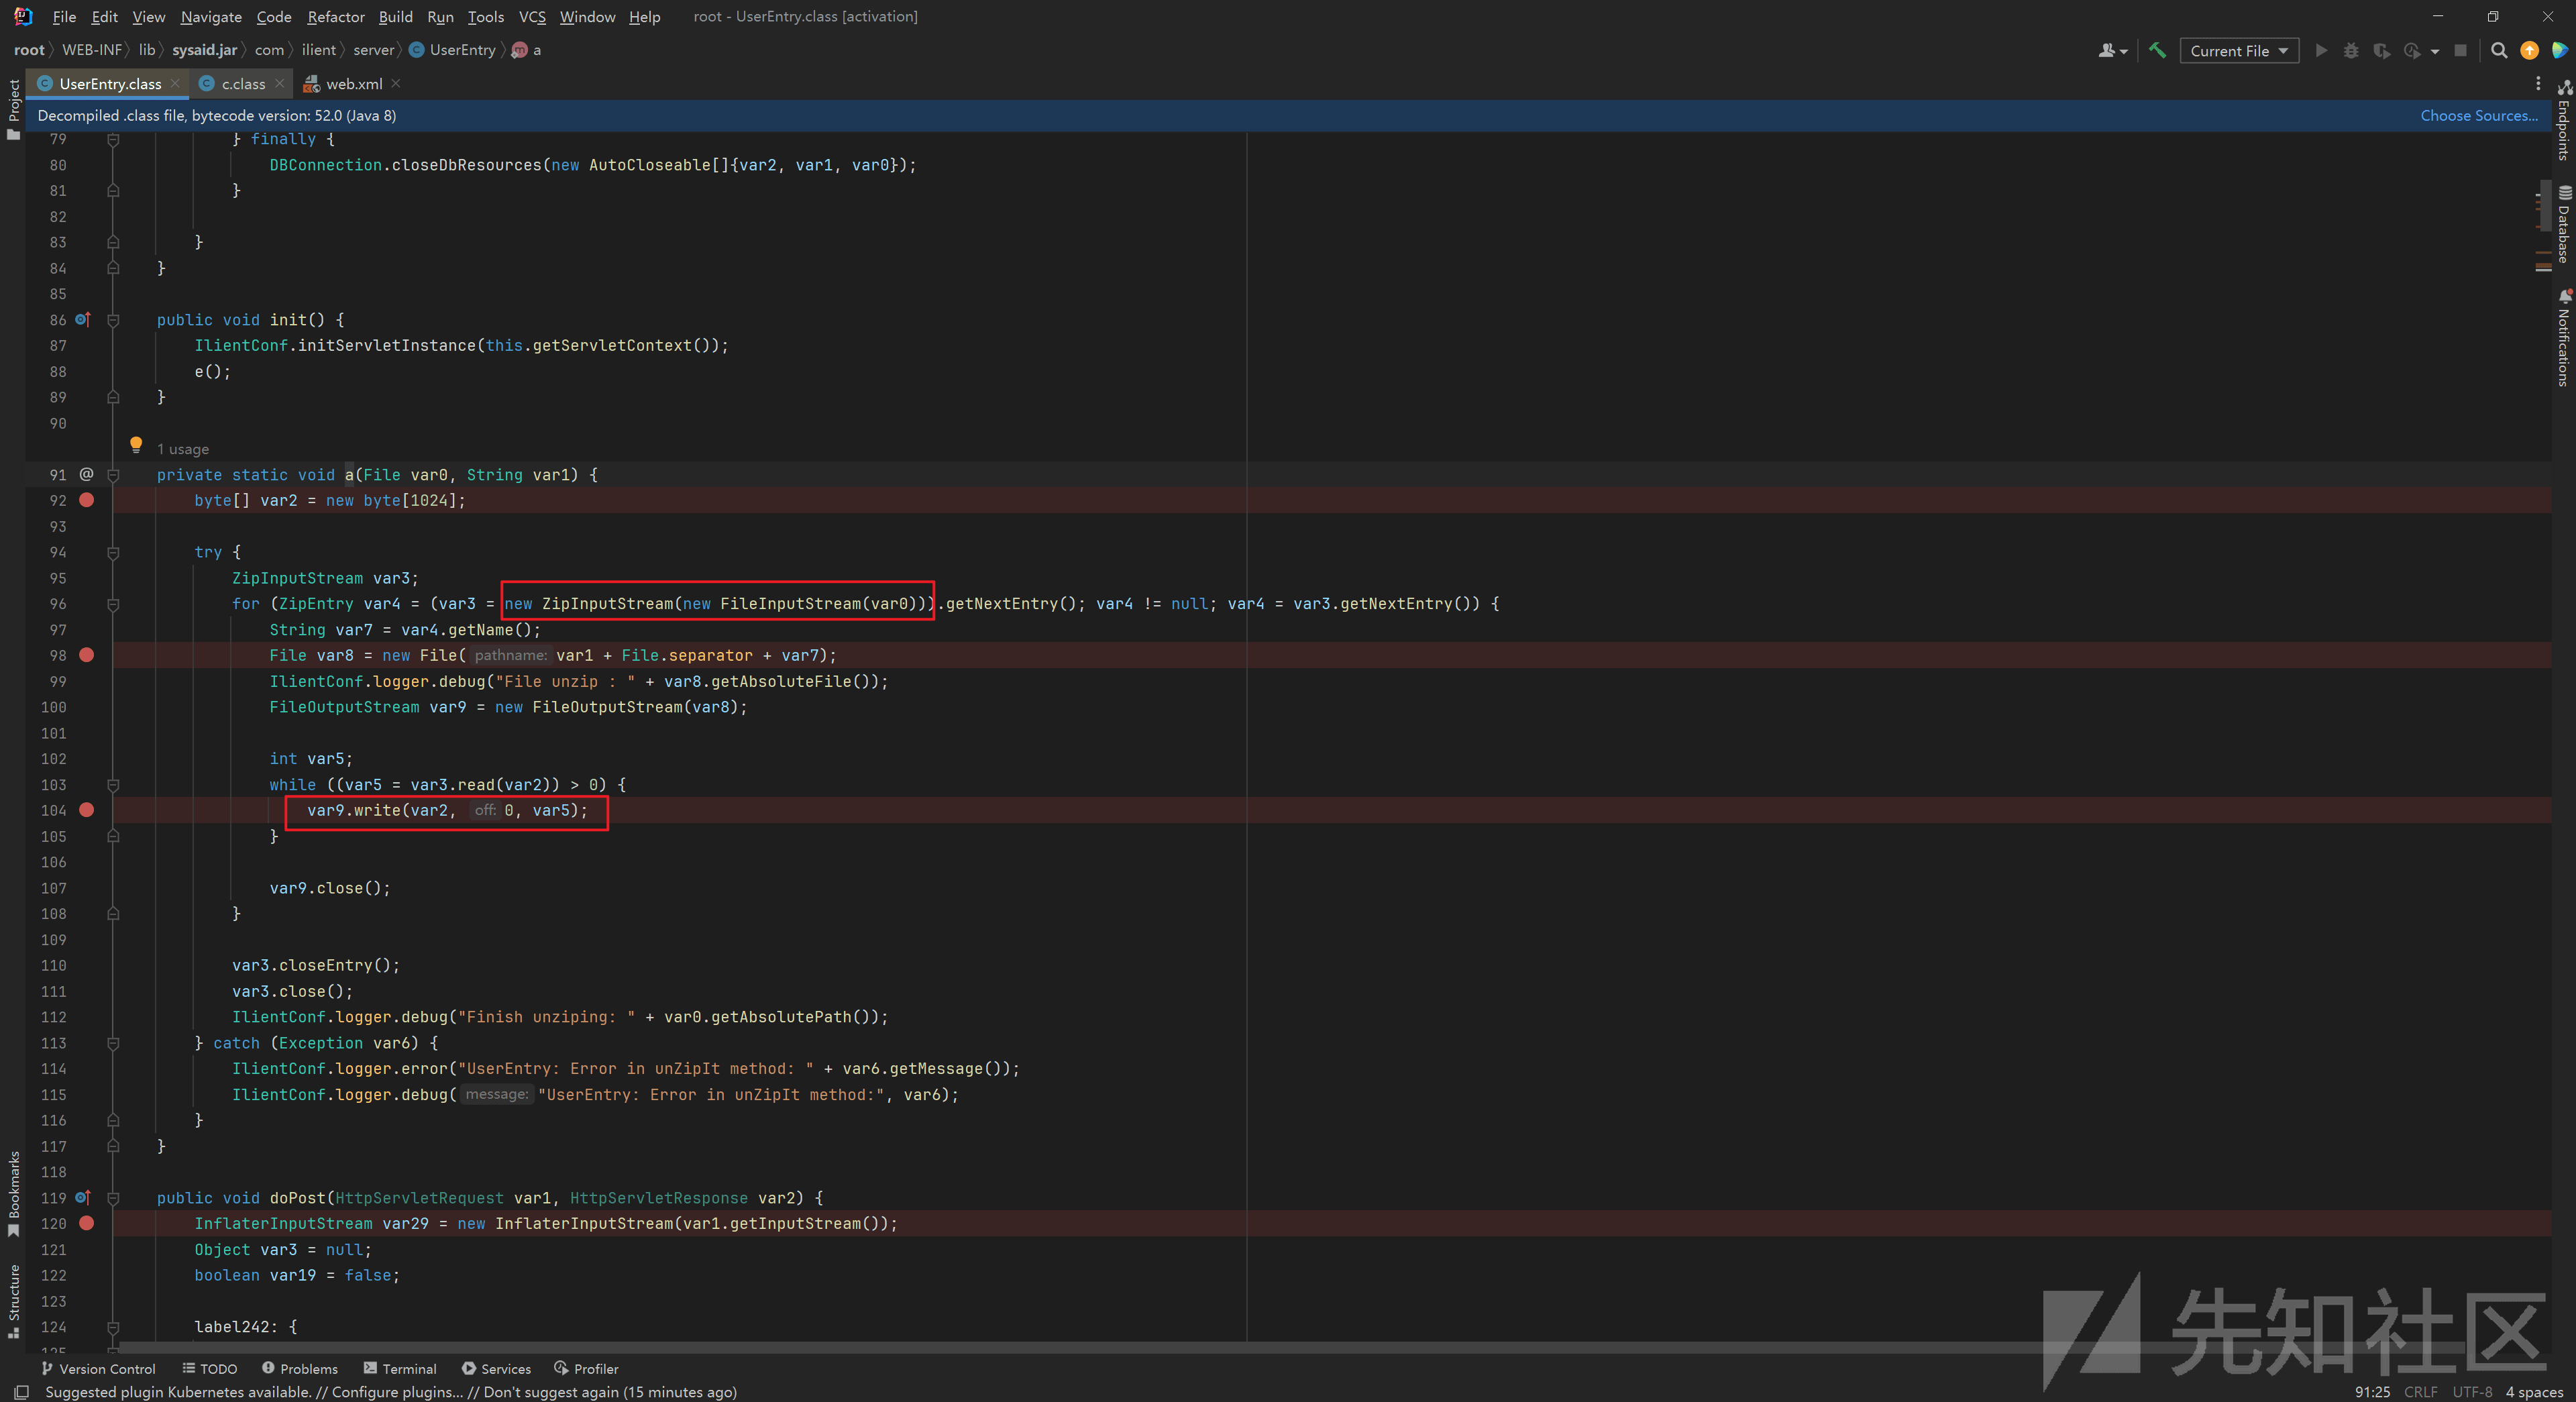 File Edit View Navigate Code Refactor Build Run Tools VCS Window Help root - UserEntry.class [activation]
root WEB-INF lib sysaid.jar com ilient server UserEntry a Current File
UserEntry.class c.class web.xml
Decompiled .class file, bytecode version: 52.0 (Java 8) Choose Sources...
Project
Endpoints
Database
Notifications
79 } finally {
80 DBConnection.closeDbResources(new AutoCloseable[]{var2, var1, var0});
81 }
82
83 }
84 }
85
86 public void init() {
87 IlientConf.initServletInstance(this.getServletContext());
88 e();
89 }
90
1 usage
91 @ private static void a(File var0, String var1) {
92 byte[] var2 = new byte[1024];
93
94 try {
95 ZipInputStream var3;
96 for (ZipEntry var4 = (var3 = new ZipInputStream(new FileInputStream(var0))).getNextEntry(); var4 != null; var4 = var3.getNextEntry()) {
97 String var7 = var4.getName();
98 File var8 = new File( pathname: var1 + File.separator + var7);
99 IlientConf.logger.debug("File unzip : " + var8.getAbsoluteFile());
100 FileOutputStream var9 = new FileOutputStream(var8);
101
102 int var5;
103 while ((var5 = var3.read(var2)) > 0) {
104 var9.write(var2, off: 0, var5);
105 }
106
107 var9.close();
108 }
109
110 var3.closeEntry();
111 var3.close();
112 IlientConf.logger.debug("Finish unziping: " + var0.getAbsolutePath());
113 } catch (Exception var6) {
114 IlientConf.logger.error("UserEntry: Error in unZipIt method: " + var6.getMessage());
115 IlientConf.logger.debug( message: "UserEntry: Error in unZipIt method:", var6);
116 }
117 }
118
119 public void doPost(HttpServletRequest var1, HttpServletResponse var2) {
120 InflaterInputStream var29 = new InflaterInputStream(var1.getInputStream());
121 Object var3 = null;
122 boolean var19 = false;
123
124 label242: {
125
Bookmarks
Structure
先知社区
Version Control TODO Problems Terminal Services Profiler
Suggested plugin Kubernetes available. // Configure plugins... // Don't suggest again (15 minutes ago) 91:25 CRLF UTF-8 4 spaces